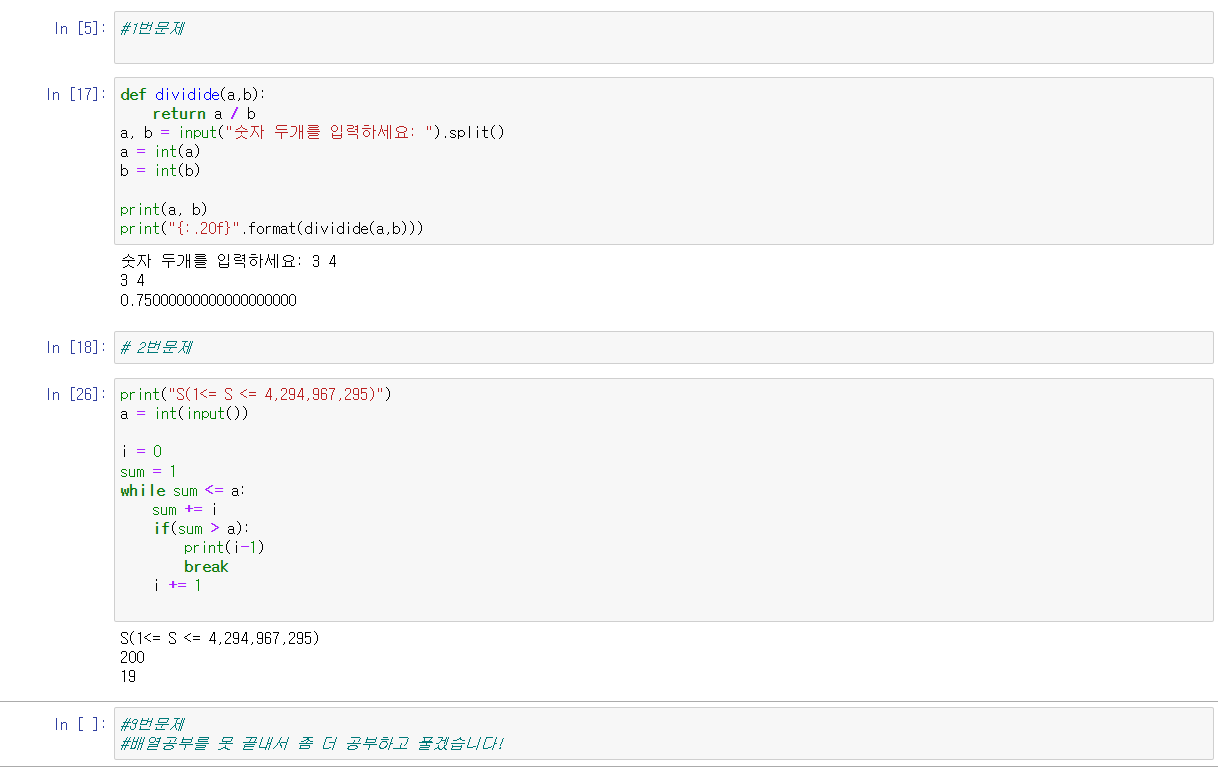 In [5]: #1번문제
In [17]: def dividide(a,b):
    return a / b
a, b = input("숫자 두개를 입력하세요: ").split()
a = int(a)
b = int(b)
print(a, b)
print("{:.20f}".format(dividide(a,b)))
숫자 두개를 입력하세요: 3 4
3 4
0.75000000000000000000
In [18]: # 2번문제
In [26]: print("S(1<= S <= 4,294,967,295)")
a = int(input())
i = 0
sum = 1
while sum <= a:
    sum += i
    if(sum > a):
        print(i-1)
        break
    i += 1
S(1<= S <= 4,294,967,295)
200
19
In [ ]: #3번문제
#배열공부를 못 끝내서 좀 더 공부하고 풀겠습니다!